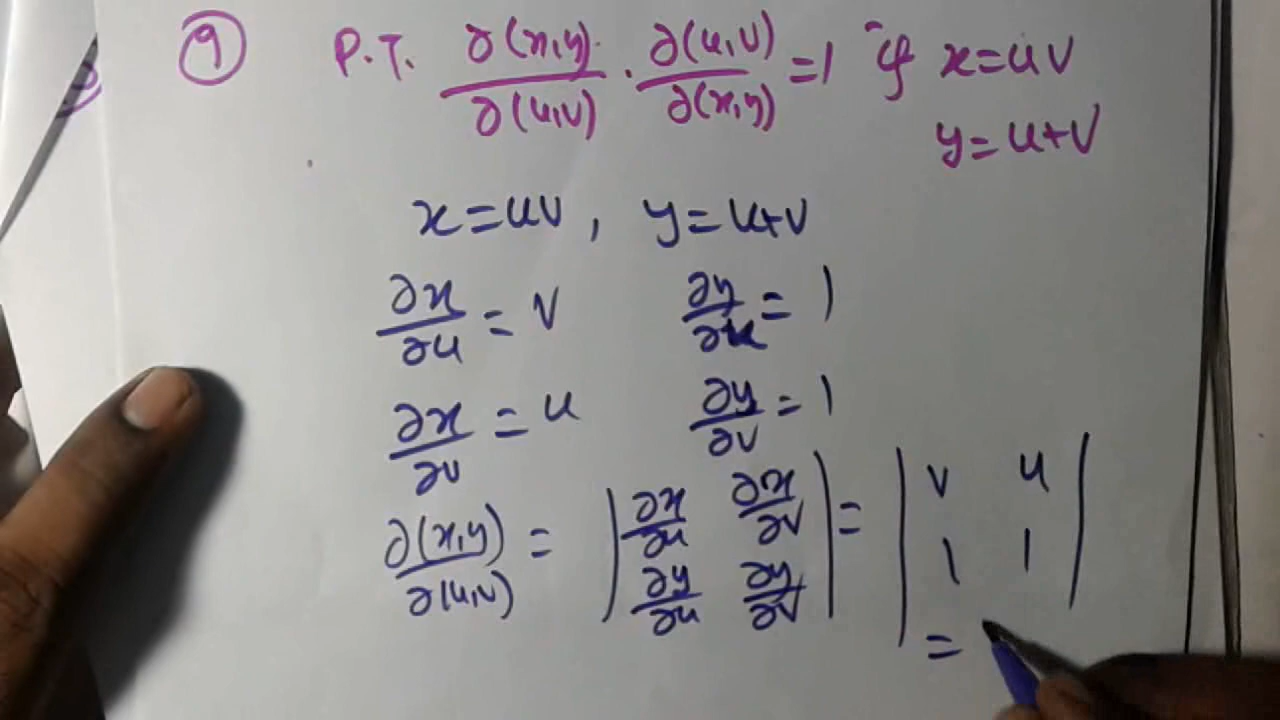 9 P.T. ∂(x,y)/∂(u,v) . ∂(u,v)/∂(x,y) = 1 if x = uv
y = u+v
x = uv , y = u+v
∂x/∂u = v ∂y/∂u = 1
∂x/∂v = u ∂y/∂v = 1
∂(x,y)/∂(u,v) = | ∂x/∂u ∂x/∂v | = | v u |
| ∂y/∂u ∂y/∂v | | 1 1 |
=